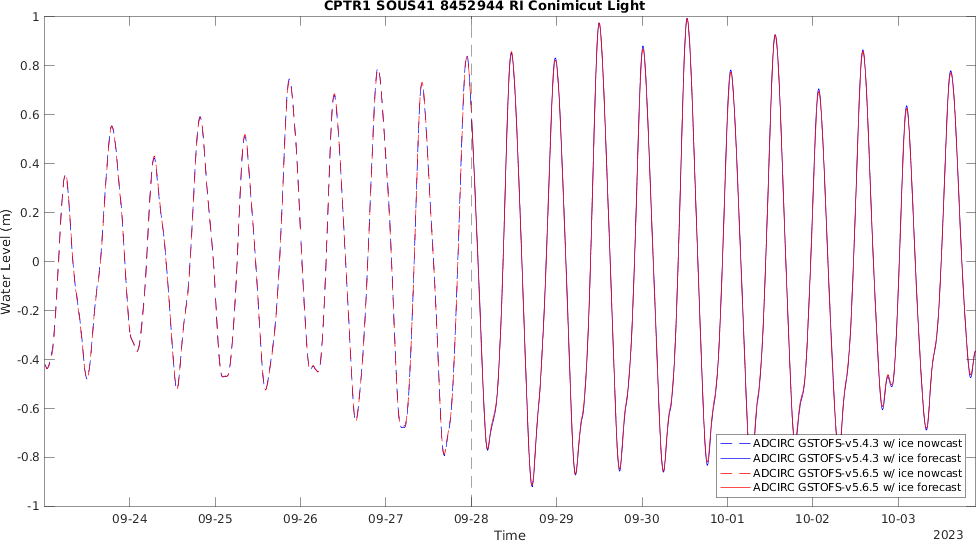 CPTR1 SOUS41 8452944 RI Conimicut Light
1
0.8
0.6
0.4
0.2
0
-0.2
-0.4
-0.6
-0.8
-1
Water Level (m)
ADCIRC GSTOFS-v5.4.3 w/ ice nowcast
ADCIRC GSTOFS-v5.4.3 w/ ice forecast
ADCIRC GSTOFS-v5.6.5 w/ ice nowcast
ADCIRC GSTOFS-v5.6.5 w/ ice forecast
09-24 09-25 09-26 09-27 09-28 09-29 09-30 10-01 10-02 10-03
Time
2023